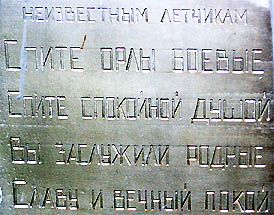 НЕИЗВЕСТНЫМ ЛЕТЧИКАМ
СПИТЕ ОРЛЫ БОЕВЫЕ
СПИТЕ СПОКОЙНОЙ ДУШОЙ
ВЫ ЗАСЛУЖИЛИ РОДНЫЕ
СЛАВУ И ВЕЧНЫЙ ПОКОЙ